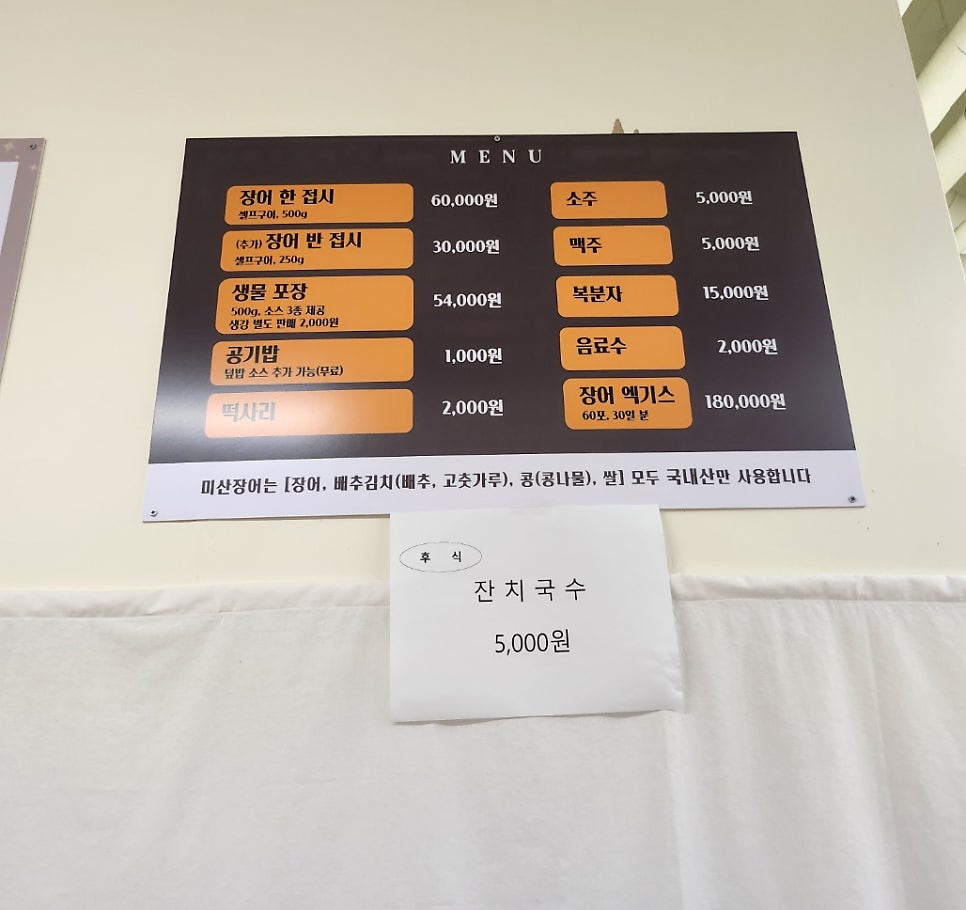 MENU
장어 한 접시 60,000원
셀프구이, 500g
(추가) 장어 반 접시 30,000원
셀프구이, 250g
생물 포장 54,000원
500g, 소스 3종 제공
생강 별도 판매 2,000원
공기밥 1,000원
덮밥 소스 추가 가능(무료)
떡사리 2,000원
소주 5,000원
맥주 5,000원
복분자 15,000원
음료수 2,000원
장어 엑기스 180,000원
60포, 30일 분
미산장어는 [장어, 배추김치(배추, 고춧가루), 콩(콩나물), 쌀] 모두 국내산만 사용합니다
후 식
잔치국수
5,000원